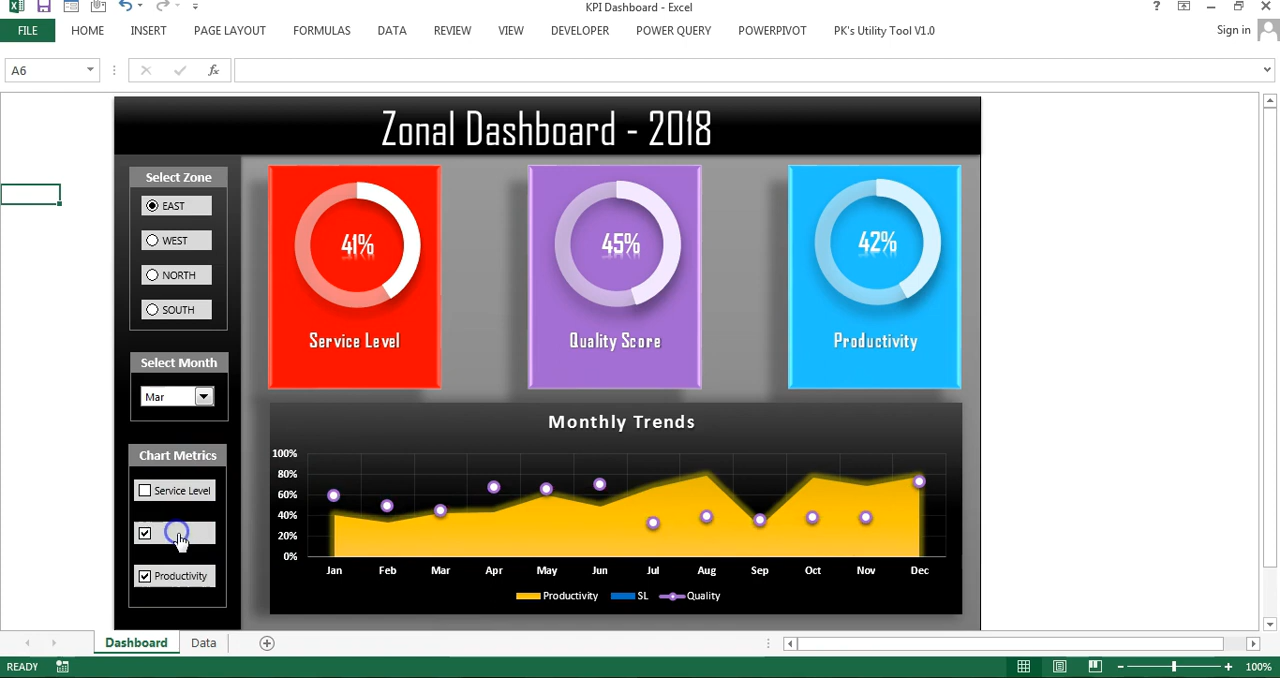 KPI Dashboard - Excel
?
FILE HOME INSERT PAGE LAYOUT FORMULAS DATA REVIEW VIEW DEVELOPER POWER QUERY POWERPIVOT PK's Utility Tool V1.0 Sign in
A6 fx
Zonal Dashboard - 2018
Select Zone
EAST
WEST
NORTH
SOUTH
Select Month
Mar
Chart Metrics
Service Level
Productivity
41%
Service Level
45%
Quality Score
42%
Productivity
Monthly Trends
100%
80%
60%
40%
20%
0%
Jan Feb Mar Apr May Jun Jul Aug Sep Oct Nov Dec
Productivity SL Quality
Dashboard Data
READY 100%